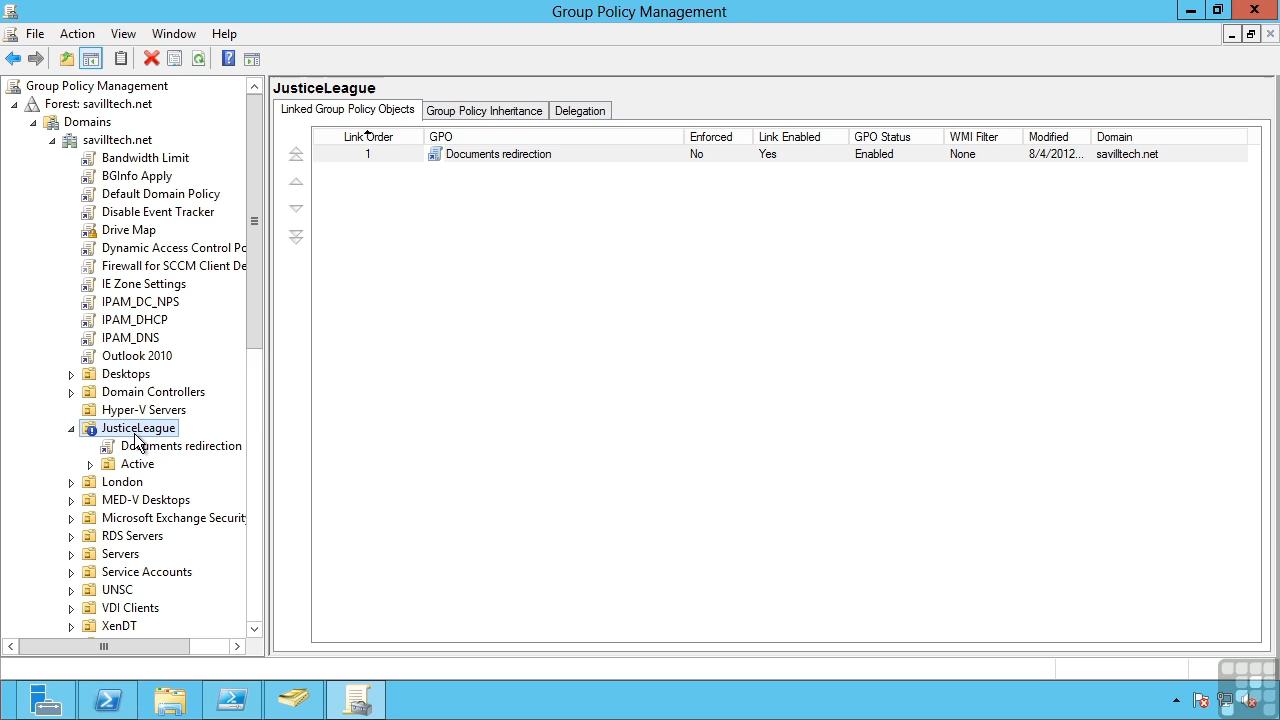 Group Policy Management
File Action View Window Help
Group Policy Management
Forest: savilltech.net
Domains
savilltech.net
Bandwidth Limit
BGInfo Apply
Default Domain Policy
Disable Event Tracker
Drive Map
Dynamic Access Control Po
Firewall for SCCM Client De
IE Zone Settings
IPAM_DC_NPS
IPAM_DHCP
IPAM_DNS
Outlook 2010
Desktops
Domain Controllers
Hyper-V Servers
JusticeLeague
Documents redirection
Active
London
MED-V Desktops
Microsoft Exchange Securit
RDS Servers
Servers
Service Accounts
UNSC
VDI Clients
XenDT
JusticeLeague
Linked Group Policy Objects Group Policy Inheritance Delegation
Link Order GPO Enforced Link Enabled GPO Status WMI Filter Modified Domain
1 Documents redirection No Yes Enabled None 8/4/2012... savilltech.net